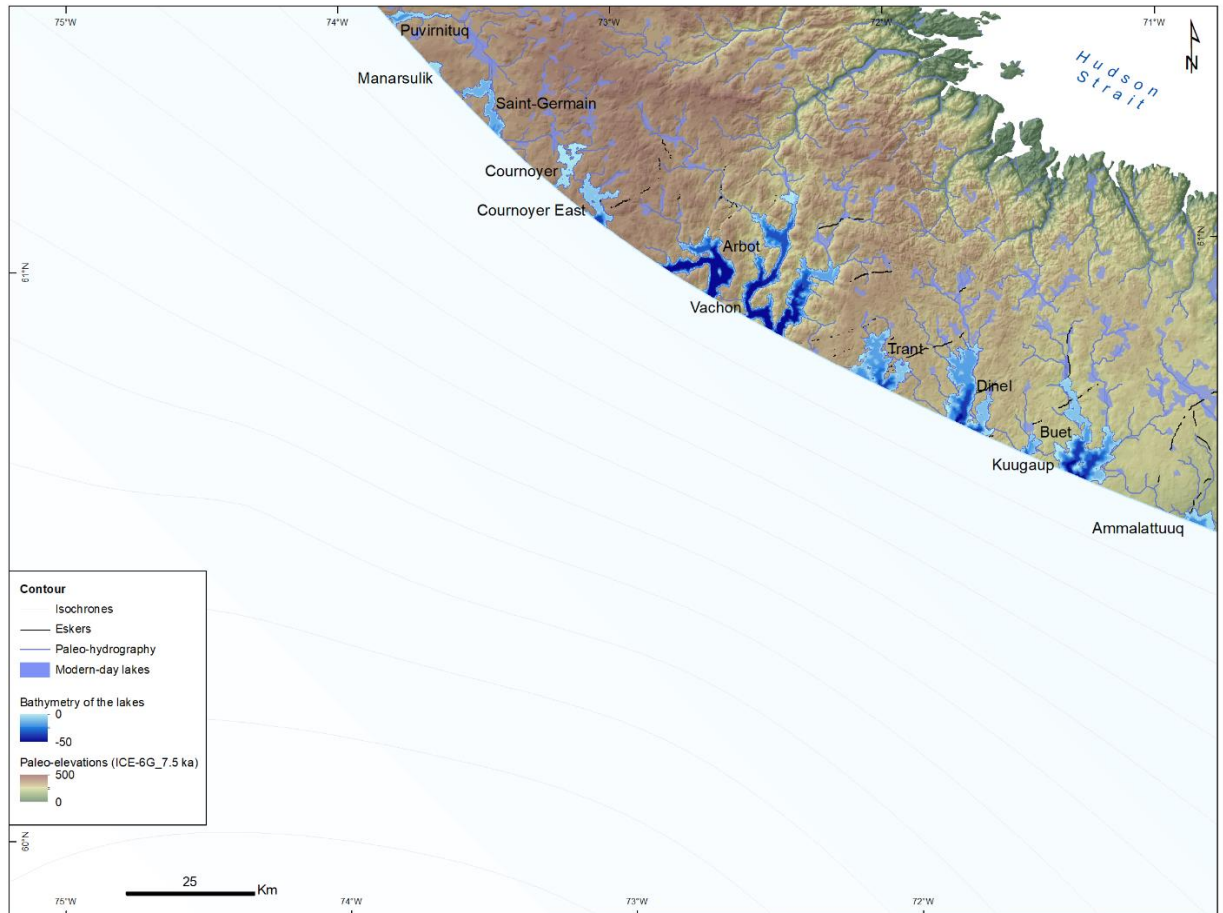 75°W
74°W
73°W
72°W
71°W
Puvirnituq
N
Hudson
Strait
Manarsulik
Saint-Germain
Cournoyer
Cournoyer East
61°N
Arbot
61°N
Vachon
Trant
Dinel
Buet
Kuugaup
Ammalattuuq
Contour
Isochrones
Eskers
Paleo-hydrography
Modern-day lakes
Bathymetry of the lakes
0
-50
Paleo-elevations (ICE-6G_7.5 ka)
500
0
60°N
25
Km
75°W
74°W
73°W
72°W